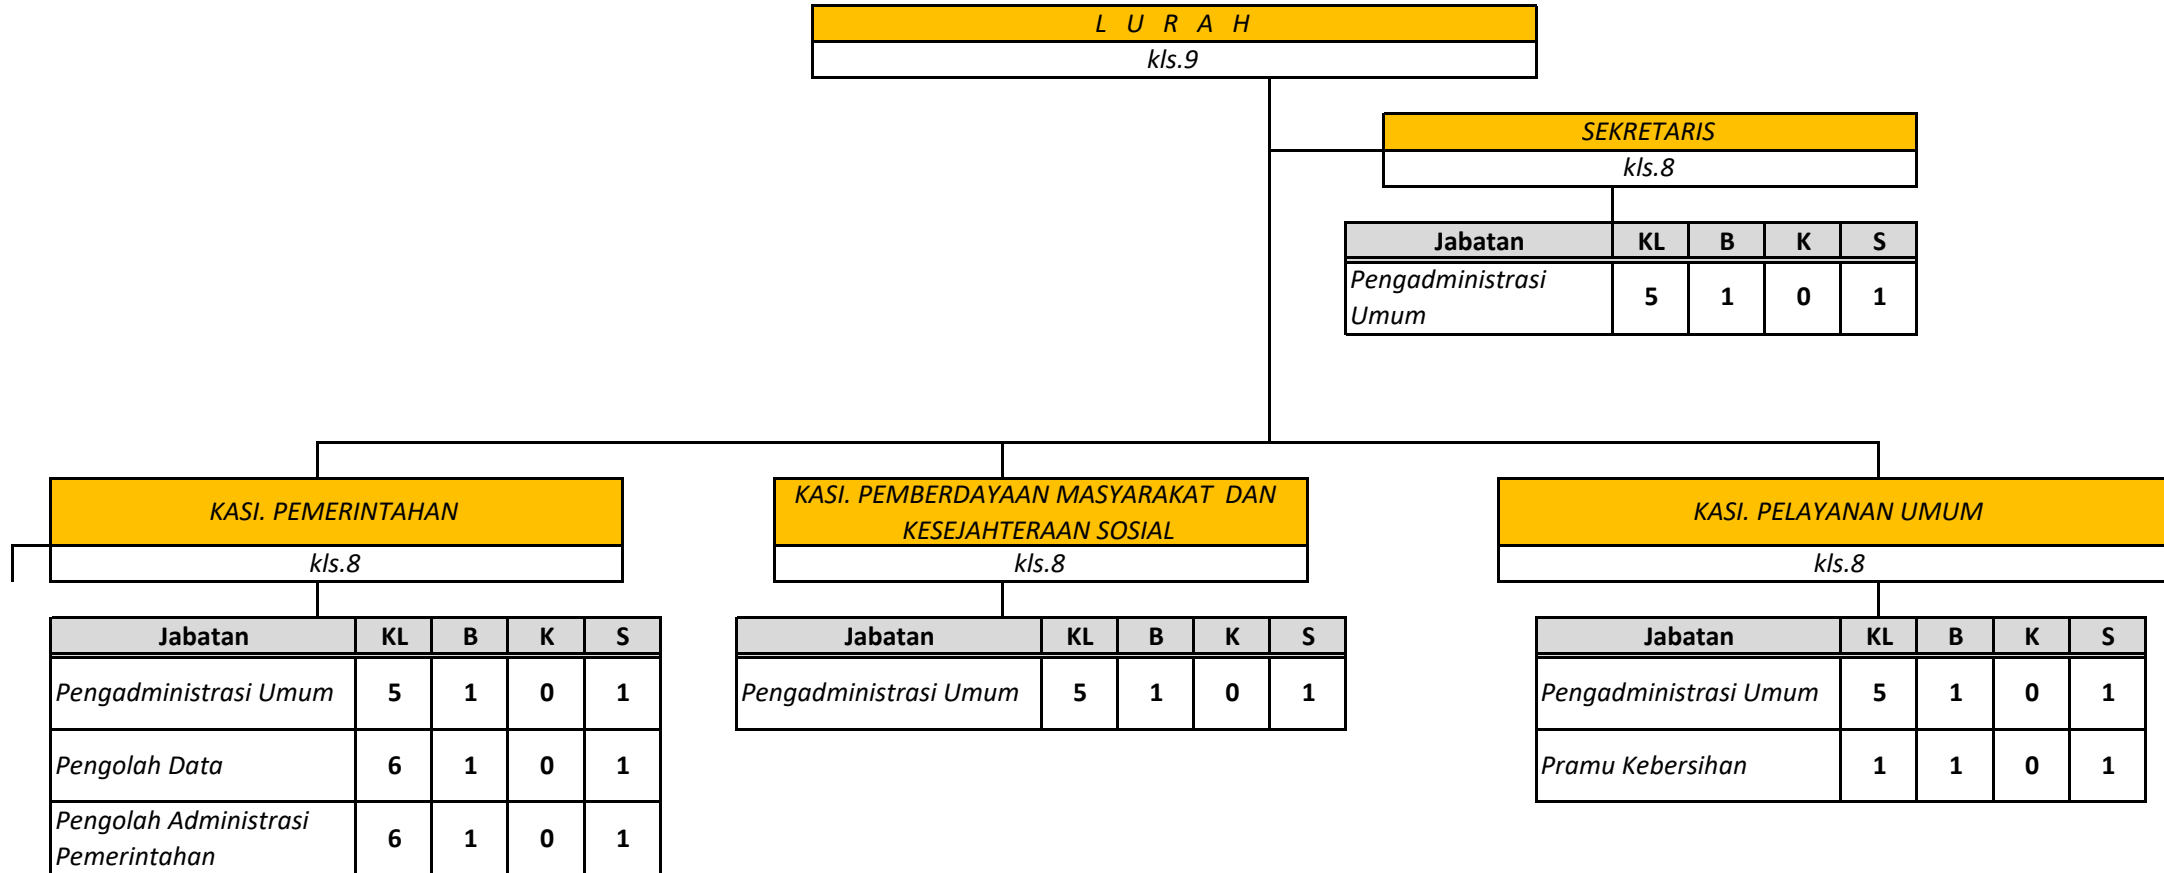 L U R A H
kls.9
SEKRETARIS
kls.8
Jabatan KL B K S
Pengadministrasi
Umum 5 1 0 1
KASI. PEMERINTAHAN
kls.8
Jabatan KL B K S
Pengadministrasi Umum 5 1 0 1
Pengolah Data 6 1 0 1
Pengolah Administrasi
Pemerintahan 6 1 0 1
KASI. PEMBERDAYAAN MASYARAKAT DAN
KESEJAHTERAAN SOSIAL
kls.8
Jabatan KL B K S
Pengadministrasi Umum 5 1 0 1
KASI. PELAYANAN UMUM
kls.8
Jabatan KL B K S
Pengadministrasi Umum 5 1 0 1
Pramu Kebersihan 1 1 0 1